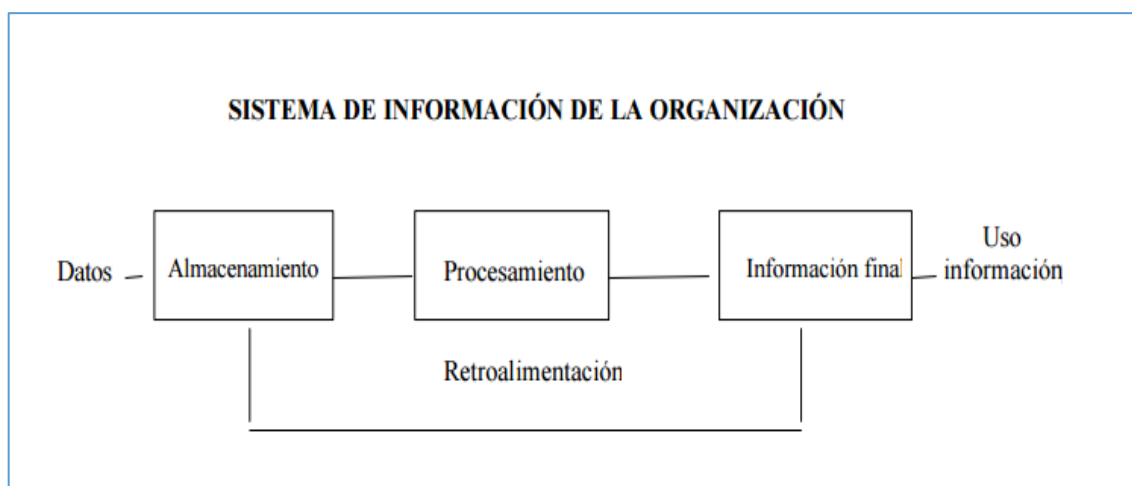 SISTEMA DE INFORMACIÓN DE LA ORGANIZACIÓN
Datos
Almacenamiento
Procesamiento
Información final
Uso
información
Retroalimentación